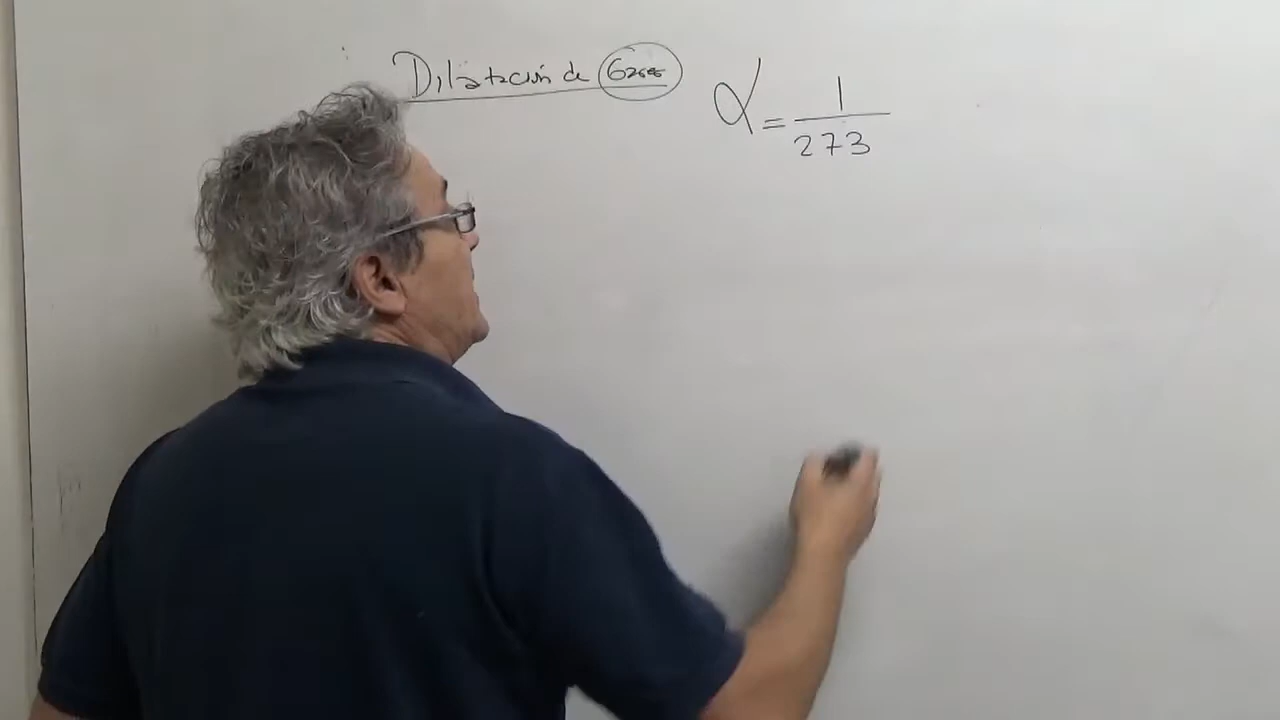 Dilatación de Gases
α = 1/273